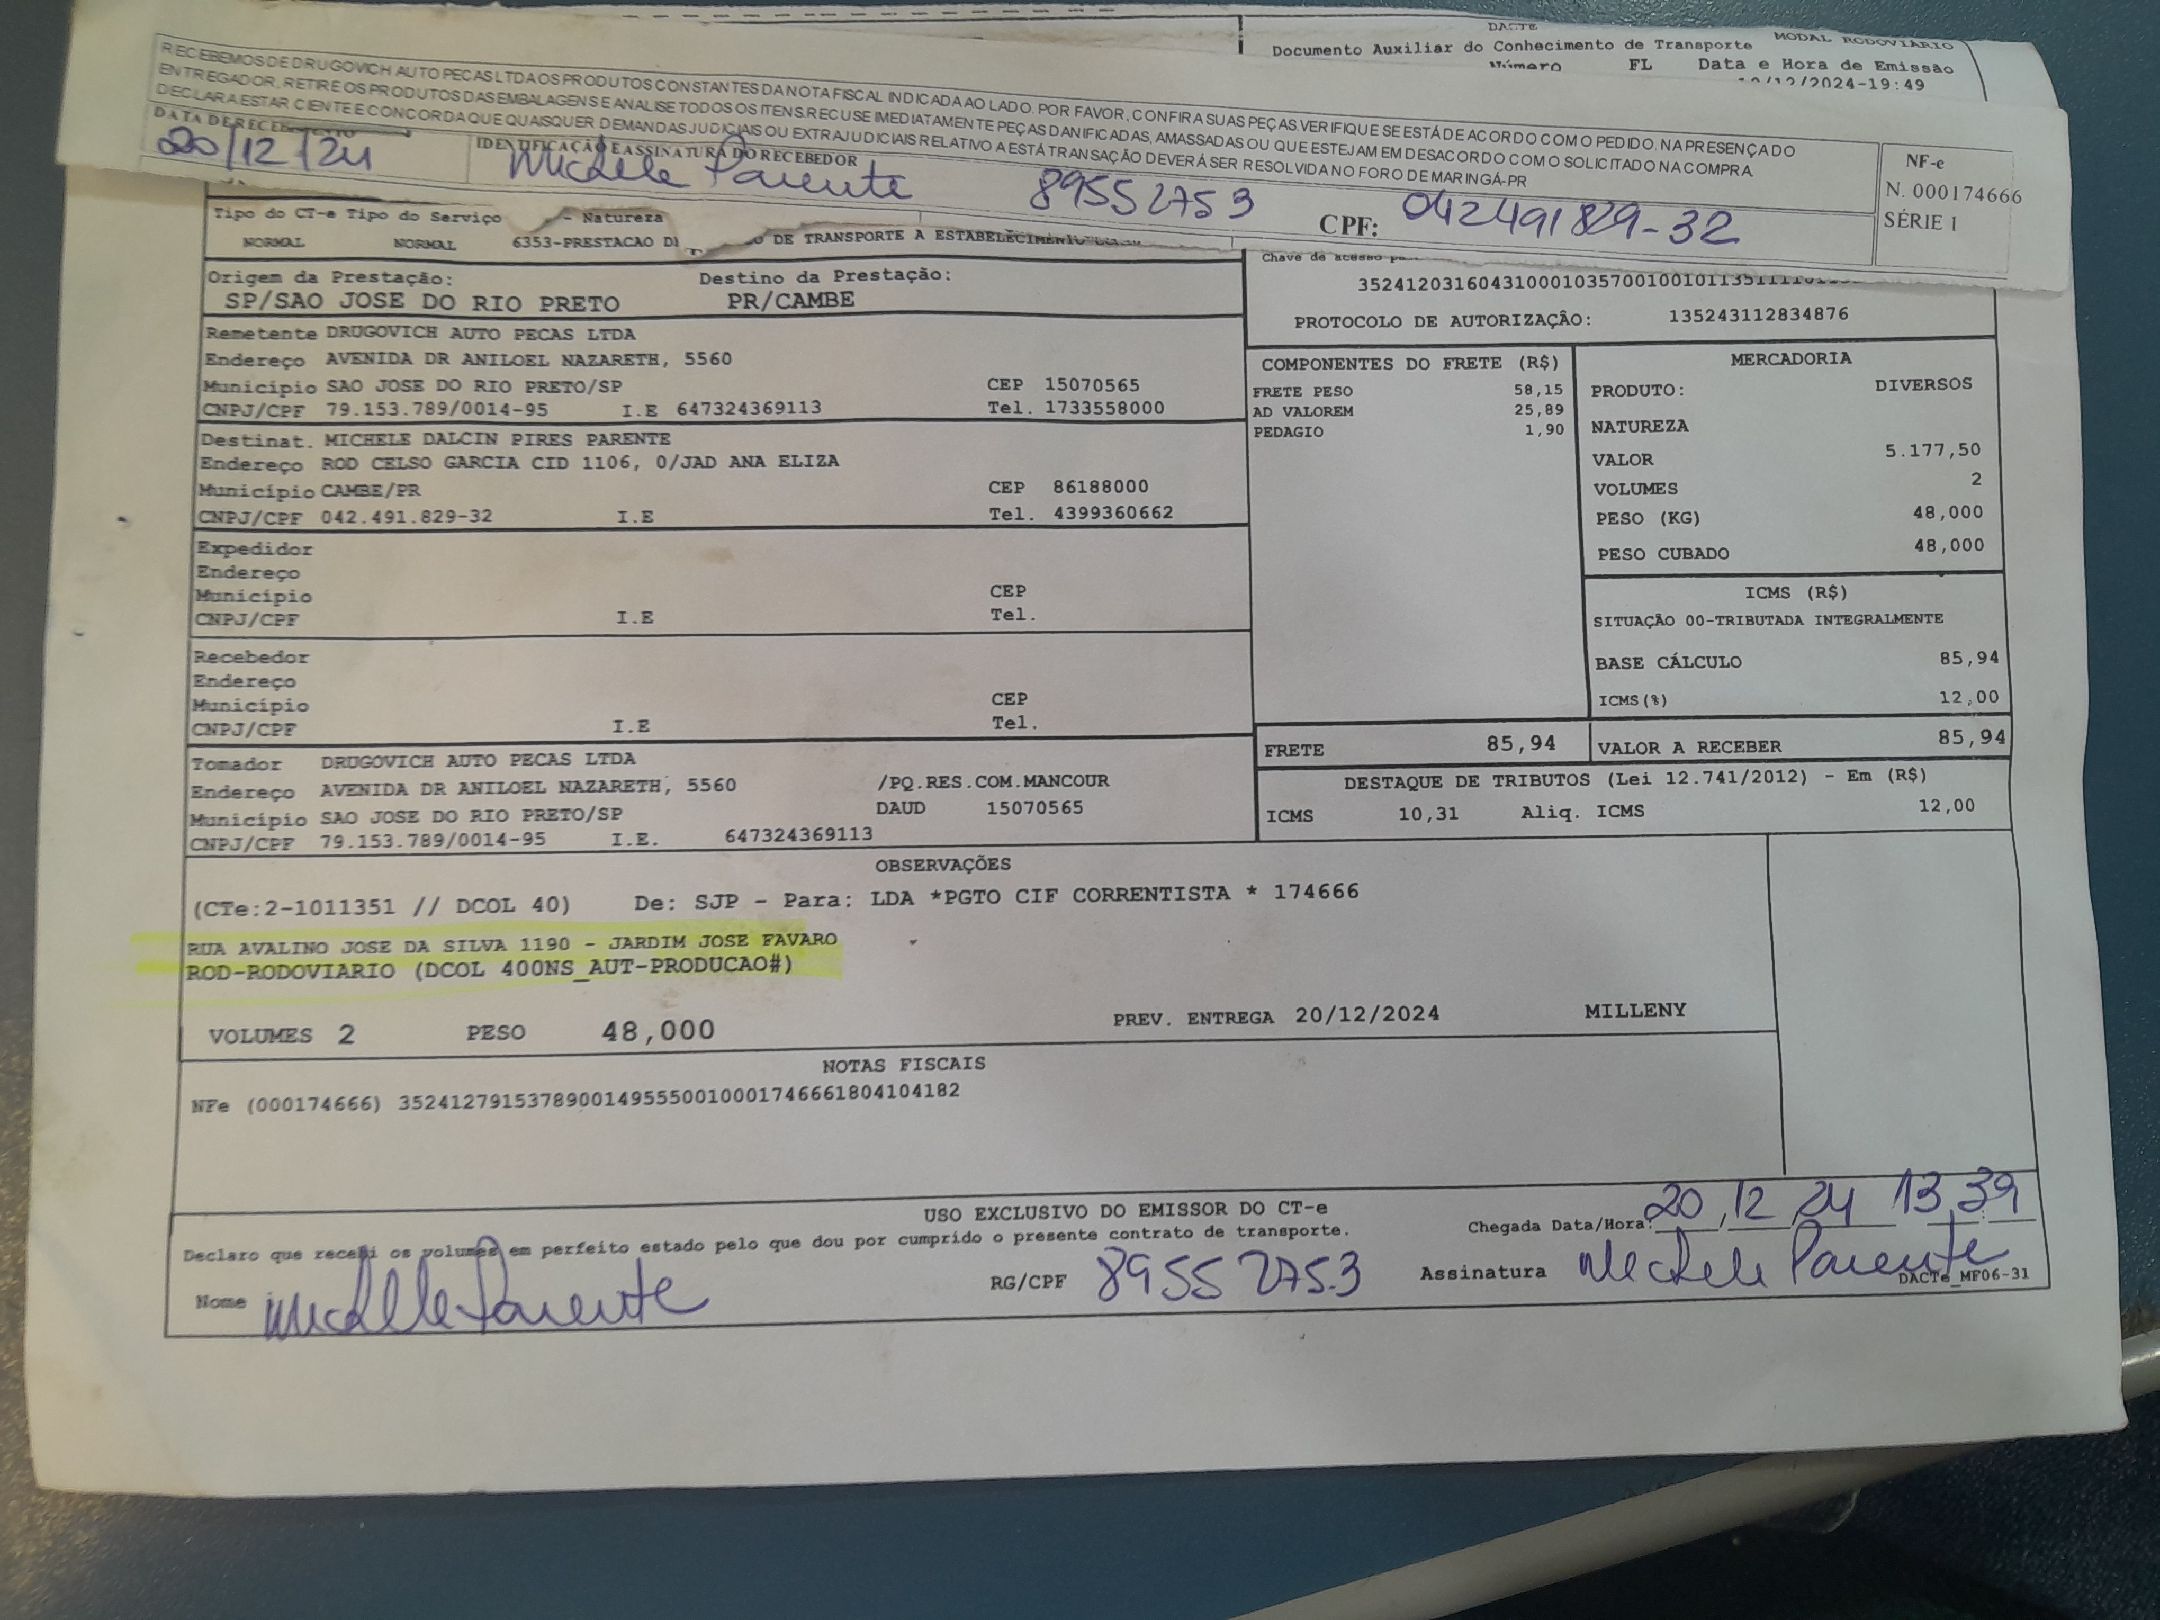 DACTE
MODAL RODOVIÁRIO
Documento Auxiliar do Conhecimento de Transporte
Número FL Data e Hora de Emissão
/12/2024-19:49
RECEBEMOS DE DRUGOVICH AUTO PECAS LTDA OS PRODUTOS CONSTANTES DA NOTA FISCAL INDICADA AO LADO. POR FAVOR, CONFIRA SUAS PEÇAS.VERIFIQUE SE ESTÁ DE ACORDO COM O PEDIDO, NA PRESENÇA DO
ENTREGADOR, RETIRE OS PRODUTOS DAS EMBALAGENS E ANALISE TODOS OS ITENS.RECUSE IMEDIATAMENTE PEÇAS DANIFICADAS, AMASSADAS OU QUE ESTEJAM EM DESACORDO COM O SOLICITADO NA COMPRA.
DECLARA ESTAR CIENTE E CONCORDA QUE QUAISQUER DEMANDAS JUDICIAIS OU EXTRAJUDICIAIS RELATIVO A ESTÁ TRANSAÇÃO DEVERÁ SER RESOLVIDA NO FORO DE MARINGÁ-PR
DATA DE RECEBIMENTO IDENTIFICAÇÃO E ASSINATURA DO RECEBEDOR
20/12/24 Michele Parente 89552753 CPF: 042491829-32
NF-e
N. 000174666
SÉRIE 1
Tipo do CT-e Tipo do Serviço - Natureza
NORMAL NORMAL 6353-PRESTACAO DE TRANSPORTE A ESTABELECIMENTO
Origem da Prestação: Destino da Prestação:
SP/SAO JOSE DO RIO PRETO PR/CAMBE
Chave de acesso
PROTOCOLO DE AUTORIZAÇÃO: 135243112834876
Remetente DRUGOVICH AUTO PECAS LTDA
Endereço AVENIDA DR ANILOEL NAZARETH, 5560
Município SAO JOSE DO RIO PRETO/SP CEP 15070565
CNPJ/CPF 79.153.789/0014-95 I.E 647324369113 Tel. 1733558000
Destinat. MICHELE DALCIN PIRES PARENTE
Endereço ROD CELSO GARCIA CID 1106, 0/JAD ANA ELIZA
Município CAMBE/PR CEP 86188000
CNPJ/CPF 042.491.829-32 I.E Tel. 4399360662
Expedidor
Endereço
Município CEP
CNPJ/CPF I.E Tel.
Recebedor
Endereço
Município CEP
CNPJ/CPF I.E Tel.
Tomador DRUGOVICH AUTO PECAS LTDA
Endereço AVENIDA DR ANILOEL NAZARETH, 5560 /PQ.RES.COM.MANCOUR
Município SAO JOSE DO RIO PRETO/SP DAUD 15070565
CNPJ/CPF 79.153.789/0014-95 I.E. 647324369113
COMPONENTES DO FRETE (R$)
FRETE PESO 58,15
AD VALOREM 25,89
PEDAGIO 1,90
MERCADORIA
PRODUTO: DIVERSOS
NATUREZA
VALOR 5.177,50
VOLUMES 2
PESO (KG) 48,000
PESO CUBADO 48,000
ICMS (R$)
SITUAÇÃO 00-TRIBUTADA INTEGRALMENTE
BASE CÁLCULO 85,94
ICMS(%) 12,00
FRETE 85,94 VALOR A RECEBER 85,94
DESTAQUE DE TRIBUTOS (Lei 12.741/2012) - Em (R$)
ICMS 10,31 Aliq. ICMS 12,00
OBSERVAÇÕES
(CTe:2-1011351 // DCOL 40) De: SJP - Para: LDA *PGTO CIF CORRENTISTA * 174666
RUA AVALINO JOSE DA SILVA 1190 - JARDIM JOSE FAVARO
ROD-RODOVIARIO (DCOL 400NS_AUT-PRODUCAO#)
VOLUMES 2 PESO 48,000 PREV. ENTREGA 20/12/2024 MILLENY
NOTAS FISCAIS
NFe (000174666) 35241279153789001495550010001746661804104182
USO EXCLUSIVO DO EMISSOR DO CT-e
Declaro que recebi os volumes em perfeito estado pelo que dou por cumprido o presente contrato de transporte.
Chegada Data/Hora: 20/12/24 13:39
Nome Michelle Parente RG/CPF 8955275.3 Assinatura Michele Parente
DACTe_MF06-31